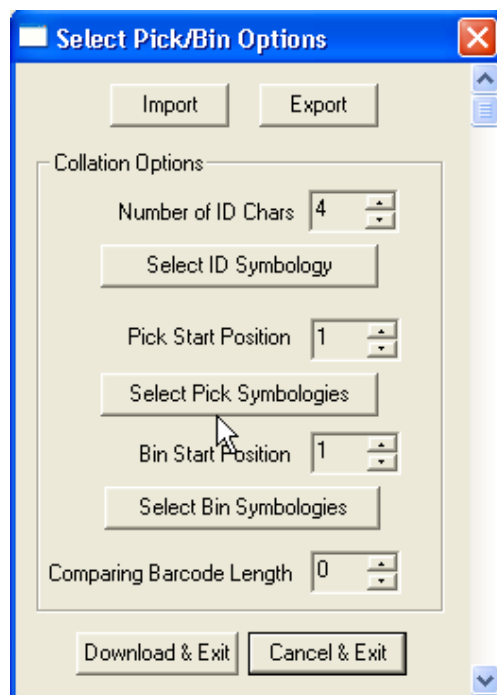 Select Pick/Bin Options
Import Export
Collation Options
Number of ID Chars 4
Select ID Symbology
Pick Start Position 1
Select Pick Symbologies
Bin Start Position 1
Select Bin Symbologies
Comparing Barcode Length 0
Download & Exit Cancel & Exit